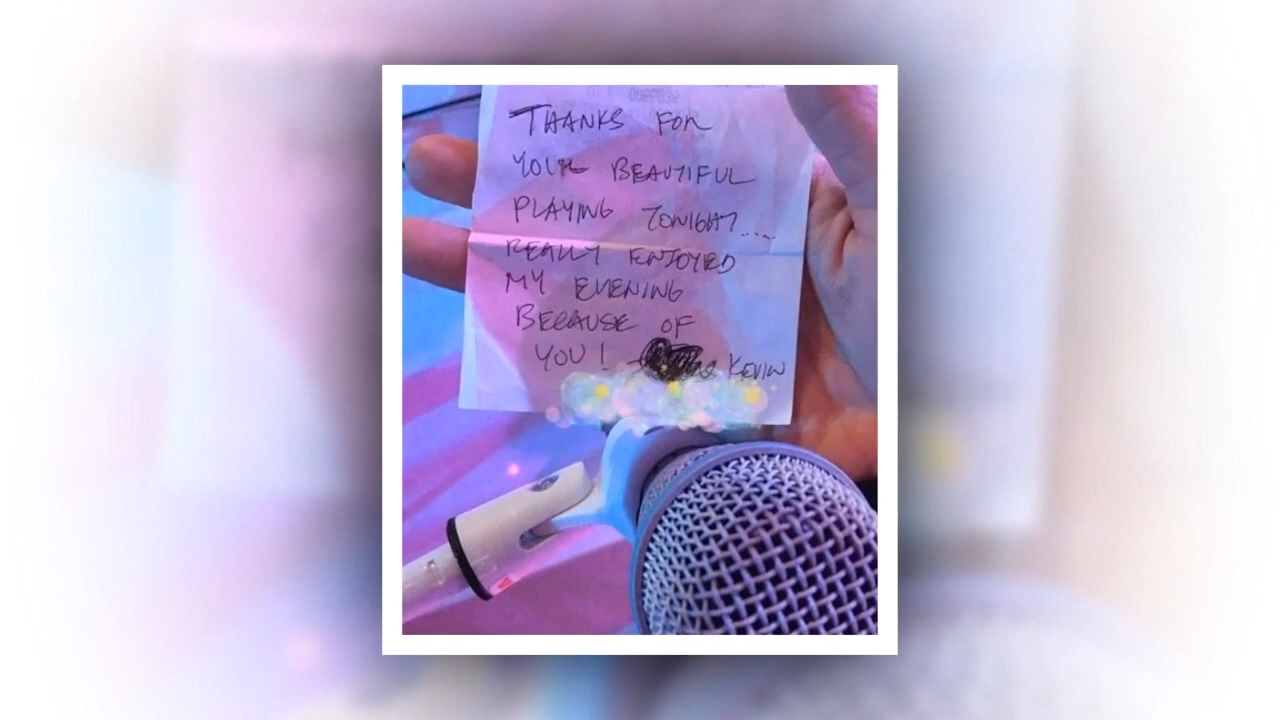 THANKS FOR
YOUR BEAUTIFUL
PLAYING TONIGHT.....
REALLY ENJOYED
MY EVENING
BECAUSE OF
YOU! KEVIN